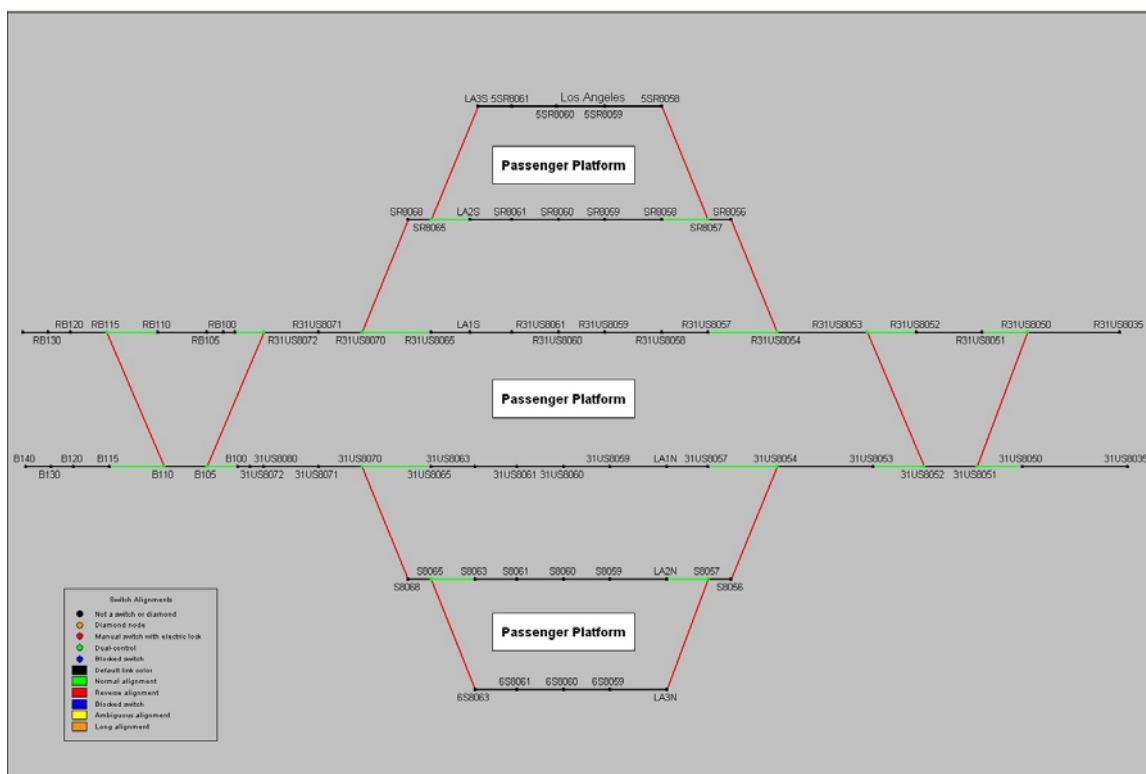 Los Angeles
LA3S 5SR8061 5SR8058
5SR8060 5SR8059
Passenger Platform
SR8068 LA2S SR8061 SR8060 SR8059 SR8058 SR8056
SR8065 SR8057
RB120 RB115 RB110 RB100 R31US8071 LA1S R31US8061 R31US8059 R31US8057 R31US8053 R31US8052 R31US8050 R31US8035
RB130 RB105 R31US8072 R31US8070 R31US8065 R31US8060 R31US8058 R31US8054 R31US8051
Passenger Platform
B140 B120 B115 B100 31US8080 31US8070 31US8063 31US8059 LA1N 31US8057 31US8054 31US8053 31US8050 31US8035
B130 B110 B105 31US8072 31US8071 31US8061 31US8060 31US8052 31US8051
S8065 S8063 S8061 S8060 S8059 LA2N S8057
S8068 S8056
Passenger Platform
6S8061 6S8060 6S8059
6S8063 LA3N
Switch Alignments
Not a switch or diamond
Diamond node
Manual switch with electric lock
Dual-control
Blocked switch
Default link color
Normal alignment
Reverse alignment
Blocked switch
Ambiguous alignment
Long alignment